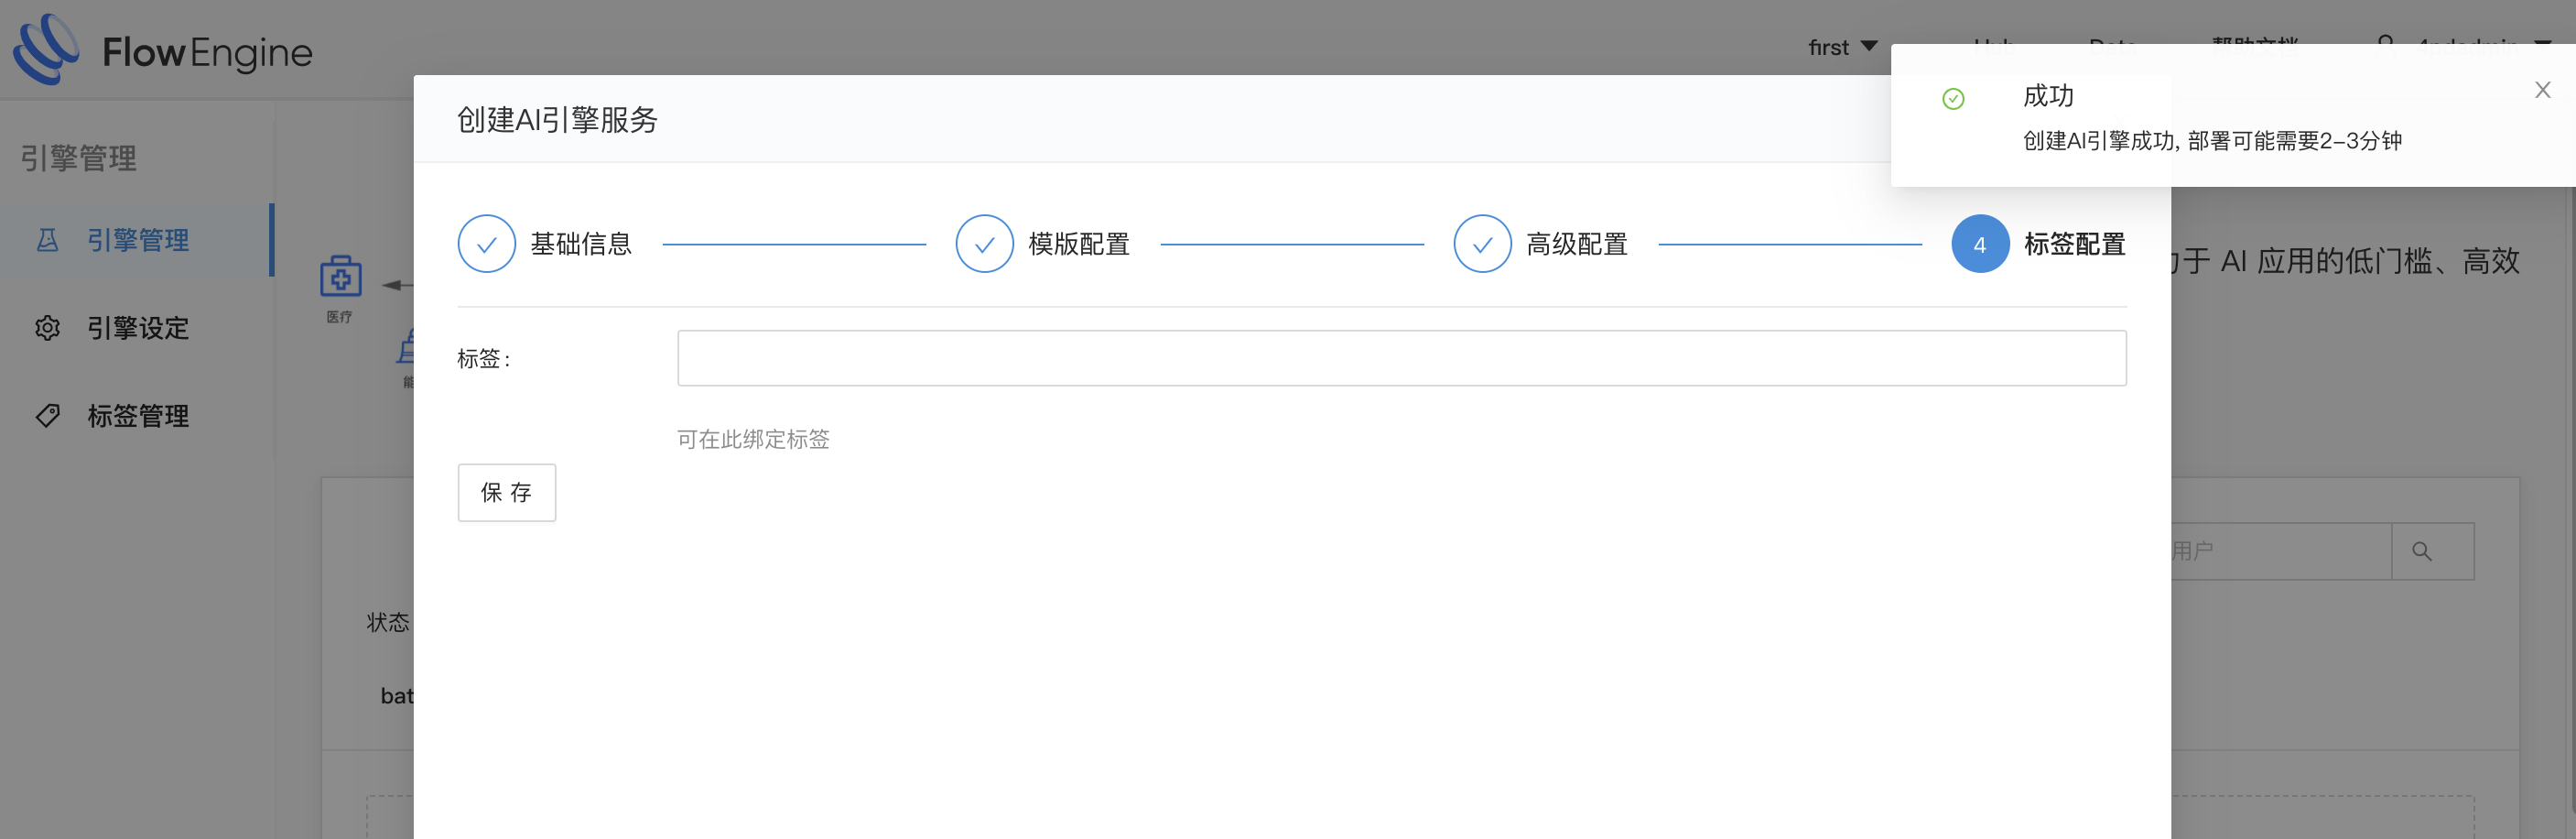 FlowEngine
first
成功
创建AI引擎成功, 部署可能需要2-3分钟
创建AI引擎服务
引擎管理
引擎管理
引擎设定
标签管理
医疗
能
基础信息
模版配置
高级配置
4 标签配置
于 AI 应用的低门槛、高效
标签:
可在此绑定标签
保 存
用户
状态
bat